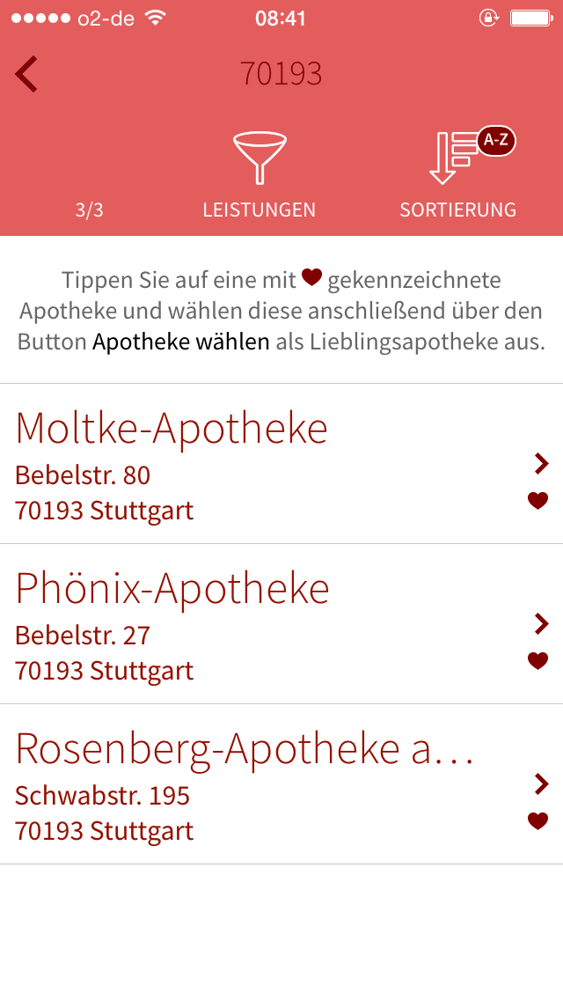 o2-de 08:41
70193
A-Z
3/3 LEISTUNGEN SORTIERUNG
Tippen Sie auf eine mit ♥ gekennzeichnete
Apotheke und wählen diese anschließend über den
Button Apotheke wählen als Lieblingsapotheke aus.
Moltke-Apotheke
Bebelstr. 80
70193 Stuttgart
Phönix-Apotheke
Bebelstr. 27
70193 Stuttgart
Rosenberg-Apotheke a...
Schwabstr. 195
70193 Stuttgart